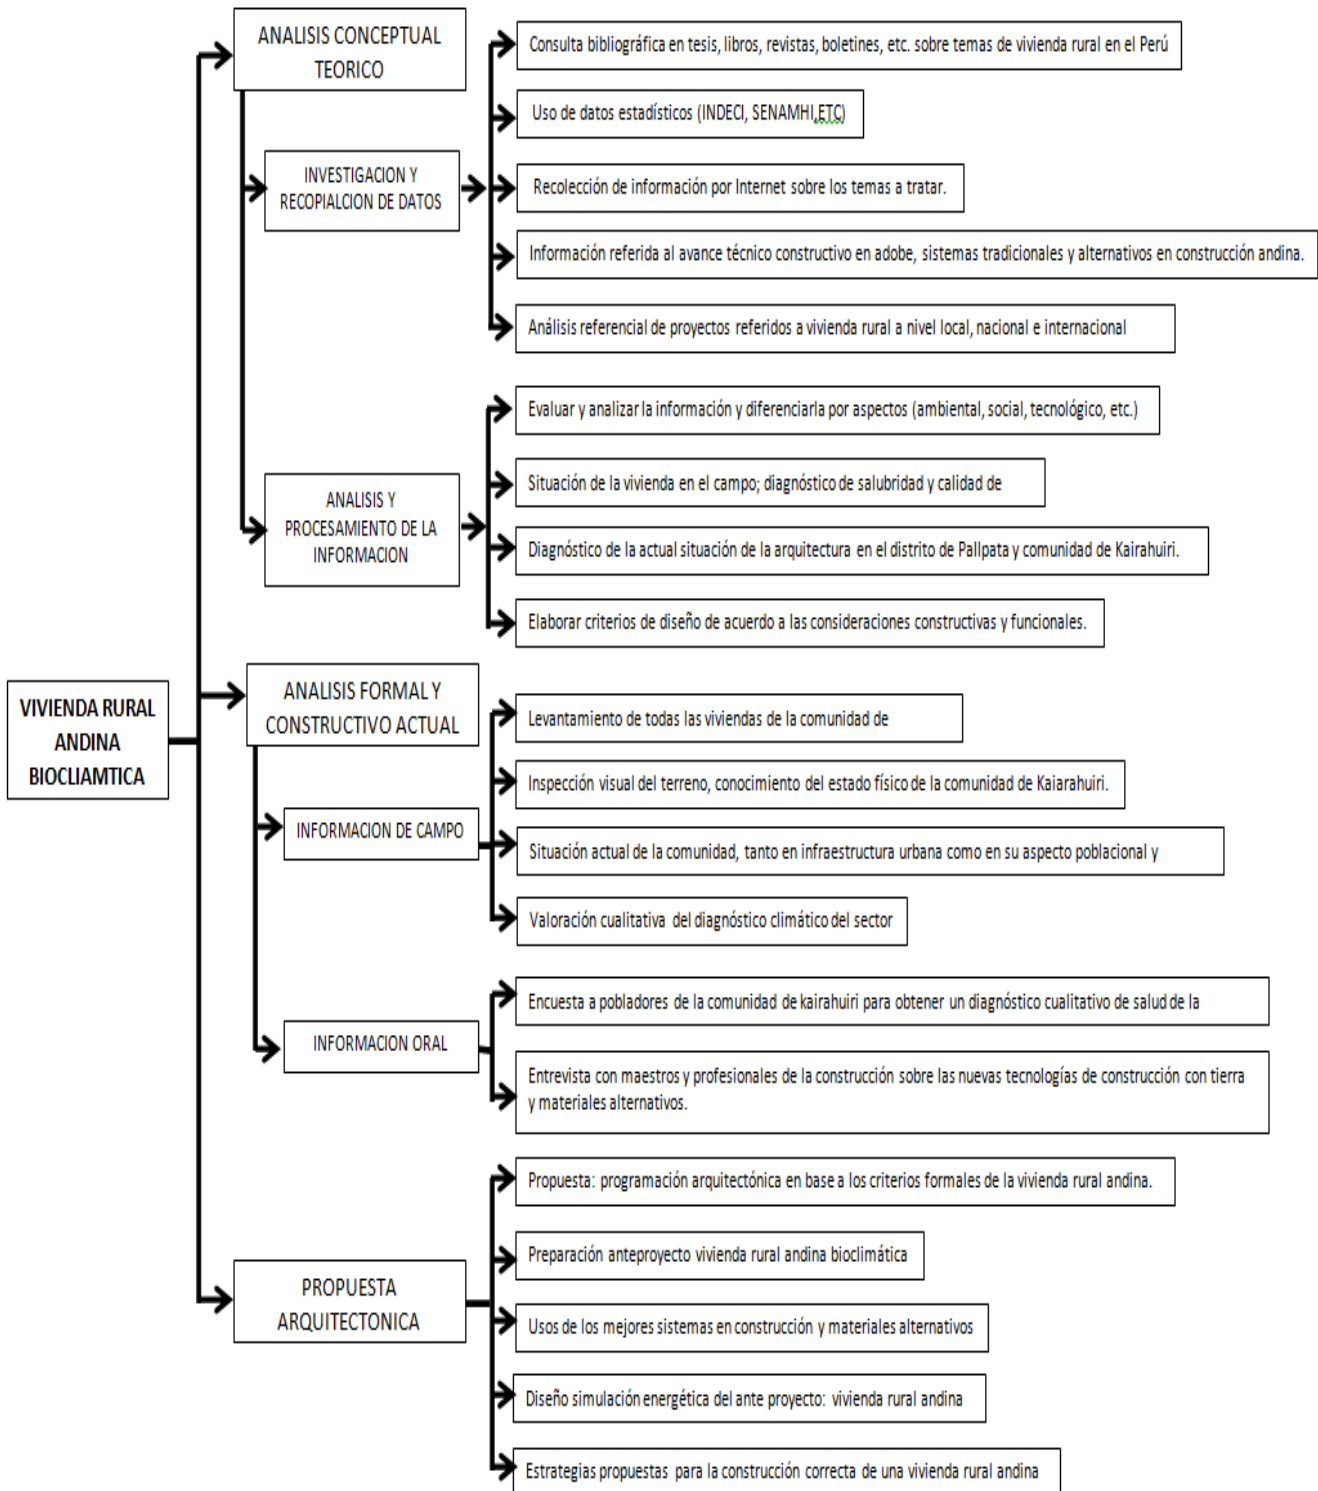 ANALISIS CONCEPTUAL
TEORICO
Consulta bibliográfica en tesis, libros, revistas, boletines, etc. sobre temas de vivienda rural en el Perú
Uso de datos estadísticos (INDECI, SENAMHI,ETC)
INVESTIGACION Y
RECOPIALCION DE DATOS
Recolección de información por Internet sobre los temas a tratar.
Información referida al avance técnico constructivo en adobe, sistemas tradicionales y alternativos en construcción andina.
Análisis referencial de proyectos referidos a vivienda rural a nivel local, nacional e internacional
ANALISIS Y
PROCESAMIENTO DE LA
INFORMACION
Evaluar y analizar la información y diferenciarla por aspectos (ambiental, social, tecnológico, etc.)
Situación de la vivienda en el campo; diagnóstico de salubridad y calidad de
Diagnóstico de la actual situación de la arquitectura en el distrito de Pallpata y comunidad de Kairahuiri.
Elaborar criterios de diseño de acuerdo a las consideraciones constructivas y funcionales.
VIVIENDA RURAL
ANDINA
BIOCLIAMTICA
ANALISIS FORMAL Y
CONSTRUCTIVO ACTUAL
INFORMACION DE CAMPO
Levantamiento de todas las viviendas de la comunidad de
Inspección visual del terreno, conocimiento del estado físico de la comunidad de Kaiarahuiri.
Situación actual de la comunidad, tanto en infraestructura urbana como en su aspecto poblacional y
Valoración cualitativa del diagnóstico climático del sector
INFORMACION ORAL
Encuesta a pobladores de la comunidad de kairahuiri para obtener un diagnóstico cualitativo de salud de la
Entrevista con maestros y profesionales de la construcción sobre las nuevas tecnologías de construcción con tierra
y materiales alternativos.
PROPUESTA
ARQUITECTONICA
Propuesta: programación arquitectónica en base a los criterios formales de la vivienda rural andina.
Preparación anteproyecto vivienda rural andina bioclimática
Usos de los mejores sistemas en construcción y materiales alternativos
Diseño simulación energética del ante proyecto: vivienda rural andina
Estrategias propuestas para la construcción correcta de una vivienda rural andina